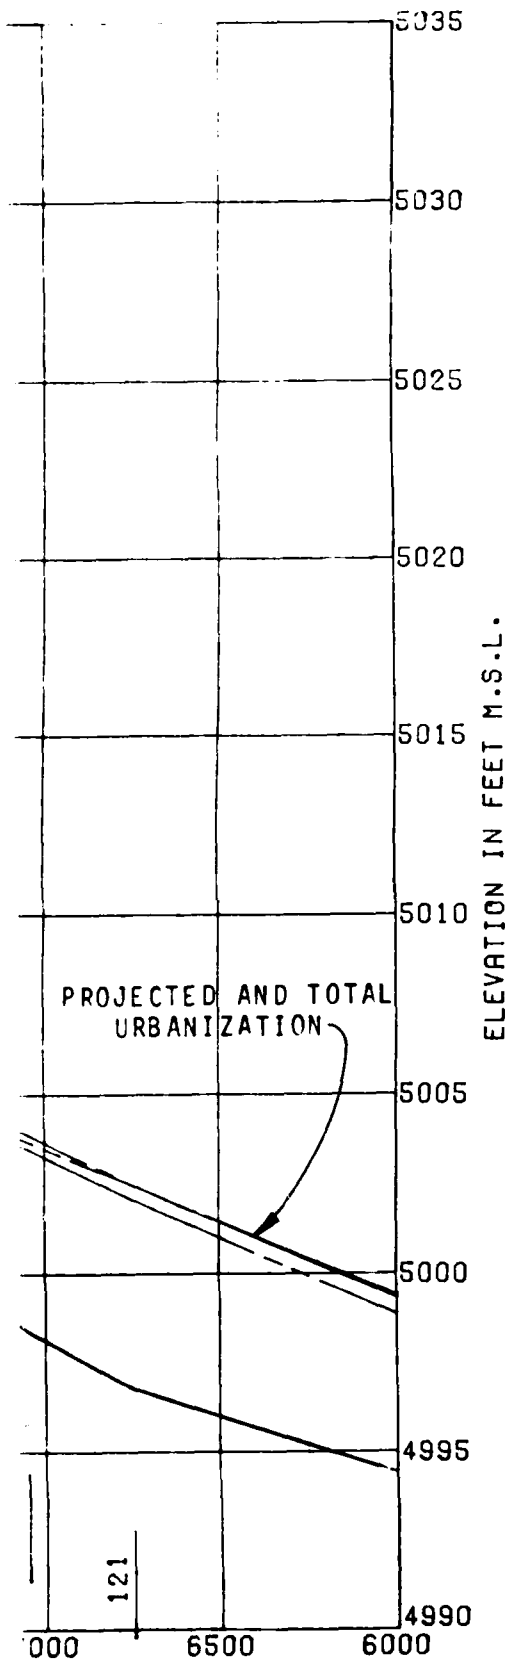 5035
5030
5025
5020
5015
5010
PROJECTED AND TOTAL
URBANIZATION
5005
5000
4995
4990
ELEVATION IN FEET M.S.L.
121
000 6500 6000